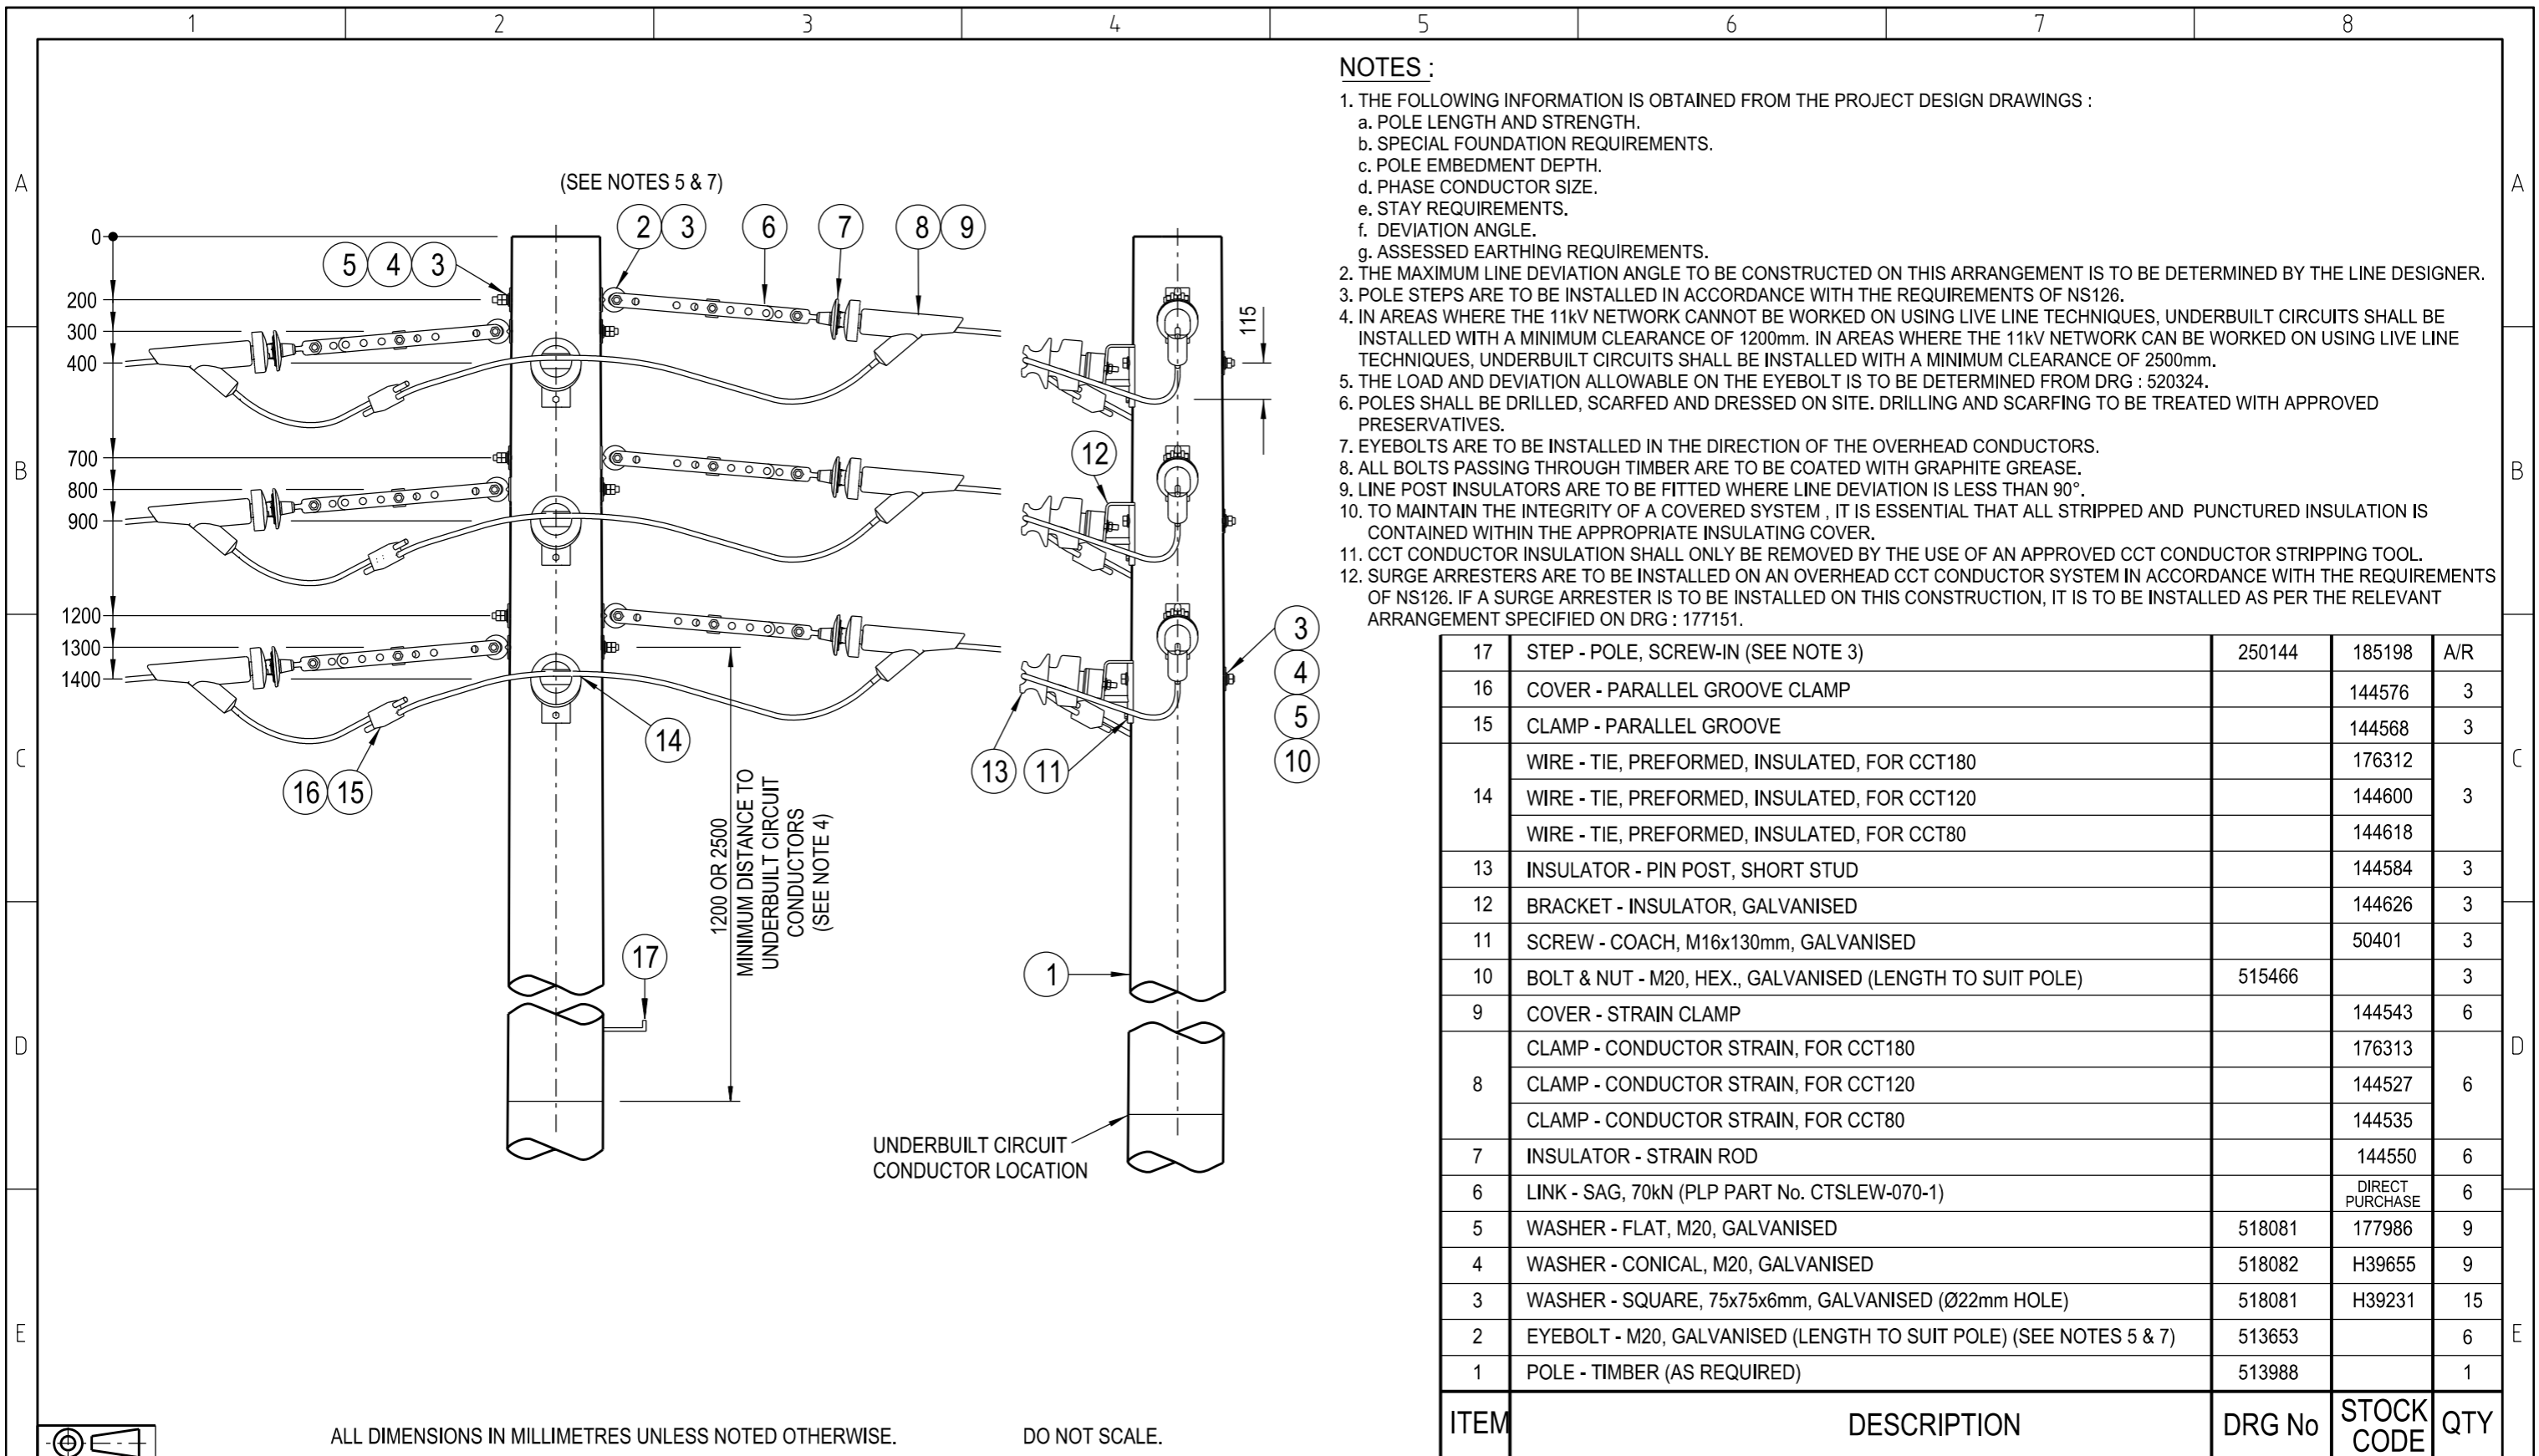 1 2 3 4 5 6 7 8
A
B
C
D
E
A
B
C
D
E
(SEE NOTES 5 & 7)
2 3 6 7 8 9
5 4 3
0
200
300
400
700
800
900
1200
1300
1400
115
12
3
4
5
10
13 11
14
16 15
17
1
1200 OR 2500
MINIMUM DISTANCE TO
UNDERBUILT CIRCUIT
CONDUCTORS
(SEE NOTE 4)
UNDERBUILT CIRCUIT
CONDUCTOR LOCATION
ALL DIMENSIONS IN MILLIMETRES UNLESS NOTED OTHERWISE.
DO NOT SCALE.
NOTES :
1. THE FOLLOWING INFORMATION IS OBTAINED FROM THE PROJECT DESIGN DRAWINGS :
a. POLE LENGTH AND STRENGTH.
b. SPECIAL FOUNDATION REQUIREMENTS.
c. POLE EMBEDMENT DEPTH.
d. PHASE CONDUCTOR SIZE.
e. STAY REQUIREMENTS.
f. DEVIATION ANGLE.
g. ASSESSED EARTHING REQUIREMENTS.
2. THE MAXIMUM LINE DEVIATION ANGLE TO BE CONSTRUCTED ON THIS ARRANGEMENT IS TO BE DETERMINED BY THE LINE DESIGNER.
3. POLE STEPS ARE TO BE INSTALLED IN ACCORDANCE WITH THE REQUIREMENTS OF NS126.
4. IN AREAS WHERE THE 11kV NETWORK CANNOT BE WORKED ON USING LIVE LINE TECHNIQUES, UNDERBUILT CIRCUITS SHALL BE
INSTALLED WITH A MINIMUM CLEARANCE OF 1200mm. IN AREAS WHERE THE 11kV NETWORK CAN BE WORKED ON USING LIVE LINE
TECHNIQUES, UNDERBUILT CIRCUITS SHALL BE INSTALLED WITH A MINIMUM CLEARANCE OF 2500mm.
5. THE LOAD AND DEVIATION ALLOWABLE ON THE EYEBOLT IS TO BE DETERMINED FROM DRG : 520324.
6. POLES SHALL BE DRILLED, SCARFED AND DRESSED ON SITE. DRILLING AND SCARFING TO BE TREATED WITH APPROVED
PRESERVATIVES.
7. EYEBOLTS ARE TO BE INSTALLED IN THE DIRECTION OF THE OVERHEAD CONDUCTORS.
8. ALL BOLTS PASSING THROUGH TIMBER ARE TO BE COATED WITH GRAPHITE GREASE.
9. LINE POST INSULATORS ARE TO BE FITTED WHERE LINE DEVIATION IS LESS THAN 90°.
10. TO MAINTAIN THE INTEGRITY OF A COVERED SYSTEM , IT IS ESSENTIAL THAT ALL STRIPPED AND PUNCTURED INSULATION IS
CONTAINED WITHIN THE APPROPRIATE INSULATING COVER.
11. CCT CONDUCTOR INSULATION SHALL ONLY BE REMOVED BY THE USE OF AN APPROVED CCT CONDUCTOR STRIPPING TOOL.
12. SURGE ARRESTERS ARE TO BE INSTALLED ON AN OVERHEAD CCT CONDUCTOR SYSTEM IN ACCORDANCE WITH THE REQUIREMENTS
OF NS126. IF A SURGE ARRESTER IS TO BE INSTALLED ON THIS CONSTRUCTION, IT IS TO BE INSTALLED AS PER THE RELEVANT
ARRANGEMENT SPECIFIED ON DRG : 177151.
17 STEP - POLE, SCREW-IN (SEE NOTE 3) 250144 185198 A/R
16 COVER - PARALLEL GROOVE CLAMP 144576 3
15 CLAMP - PARALLEL GROOVE 144568 3
WIRE - TIE, PREFORMED, INSULATED, FOR CCT180 176312
14 WIRE - TIE, PREFORMED, INSULATED, FOR CCT120 144600 3
WIRE - TIE, PREFORMED, INSULATED, FOR CCT80 144618
13 INSULATOR - PIN POST, SHORT STUD 144584 3
12 BRACKET - INSULATOR, GALVANISED 144626 3
11 SCREW - COACH, M16x130mm, GALVANISED 50401 3
10 BOLT & NUT - M20, HEX., GALVANISED (LENGTH TO SUIT POLE) 515466 3
9 COVER - STRAIN CLAMP 144543 6
CLAMP - CONDUCTOR STRAIN, FOR CCT180 176313
8 CLAMP - CONDUCTOR STRAIN, FOR CCT120 144527 6
CLAMP - CONDUCTOR STRAIN, FOR CCT80 144535
7 INSULATOR - STRAIN ROD 144550 6
6 LINK - SAG, 70kN (PLP PART No. CTSLEW-070-1) DIRECT PURCHASE 6
5 WASHER - FLAT, M20, GALVANISED 518081 177986 9
4 WASHER - CONICAL, M20, GALVANISED 518082 H39655 9
3 WASHER - SQUARE, 75x75x6mm, GALVANISED (Ø22mm HOLE) 518081 H39231 15
2 EYEBOLT - M20, GALVANISED (LENGTH TO SUIT POLE) (SEE NOTES 5 & 7) 513653 6
1 POLE - TIMBER (AS REQUIRED) 513988 1
ITEM DESCRIPTION DRG No STOCK CODE QTY